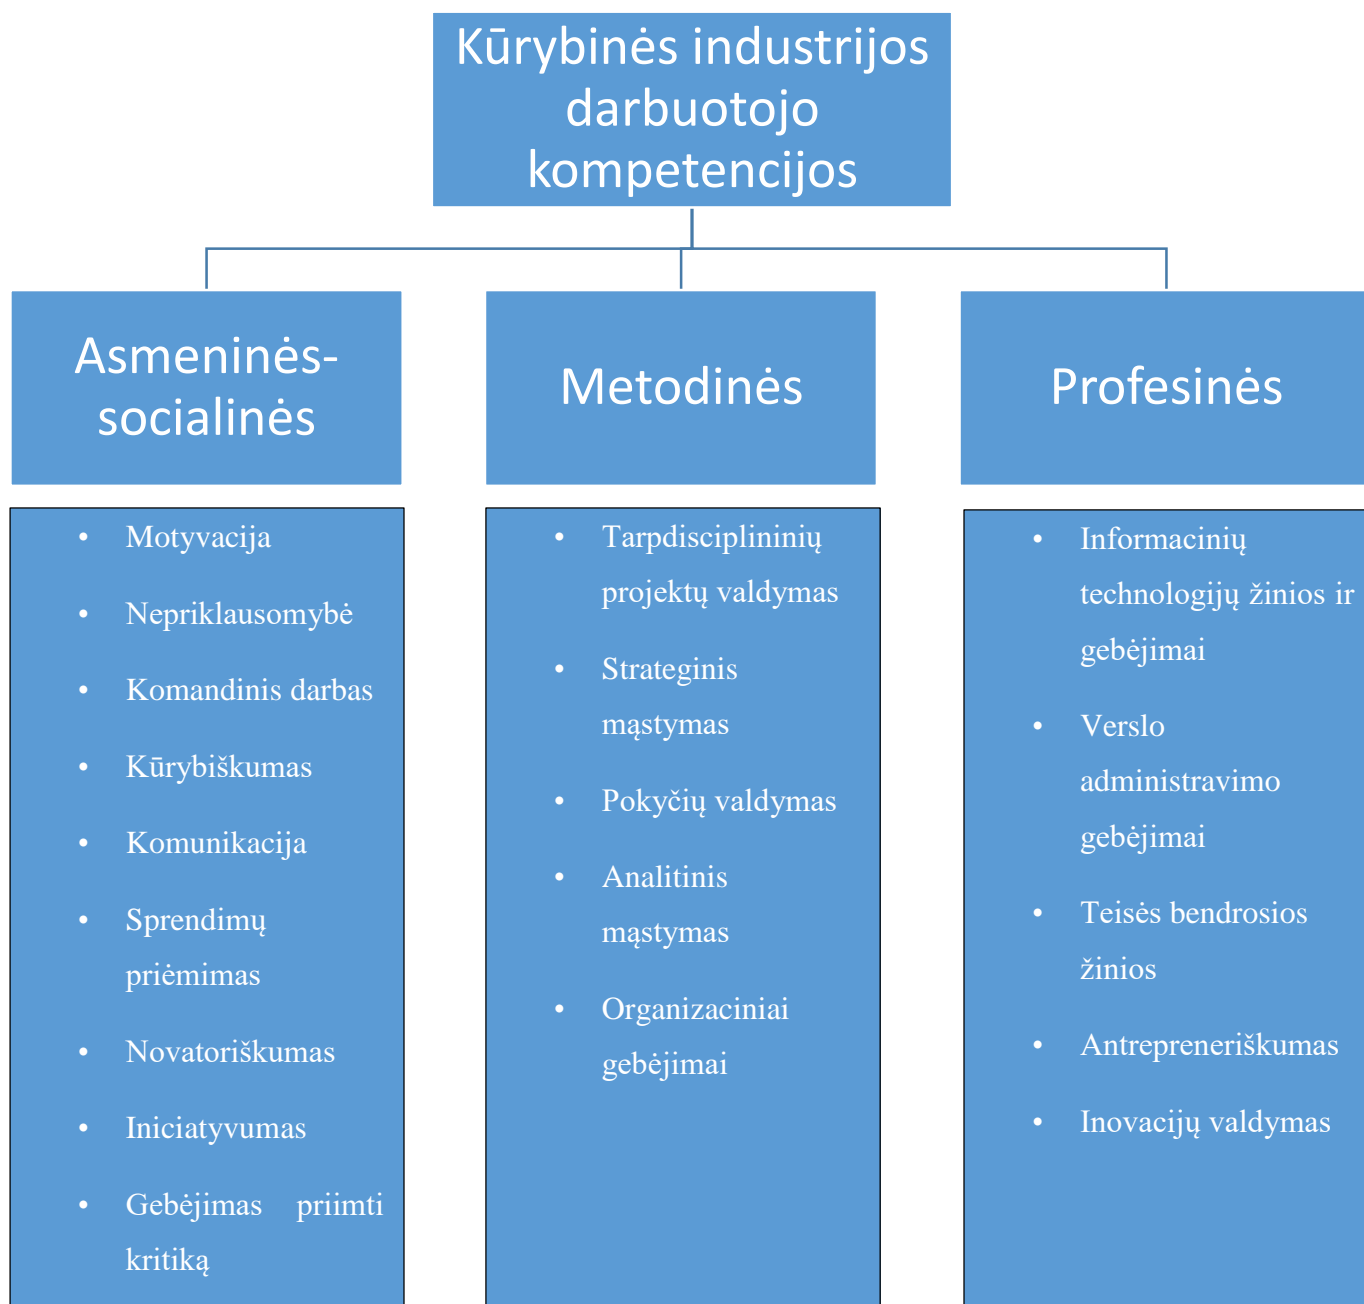 Kūrybinės industrijos
darbuotojo
kompetencijos
Asmeninės-
socialinės
Metodinės
Profesinės
• Motyvacija
• Nepriklausomybė
• Komandinis darbas
• Kūrybiškumas
• Komunikacija
• Sprendimų
priėmimas
• Novatoriškumas
• Iniciatyvumas
• Gebėjimas priimti
kritiką
• Tarpdisciplininių
projektų valdymas
• Strateginis
mąstymas
• Pokyčių valdymas
• Analitinis
mąstymas
• Organizaciniai
gebėjimai
• Informacinių
technologijų žinios ir
gebėjimai
• Verslo
administravimo
gebėjimai
• Teisės bendrosios
žinios
• Antrepreneriškumas
• Inovacijų valdymas